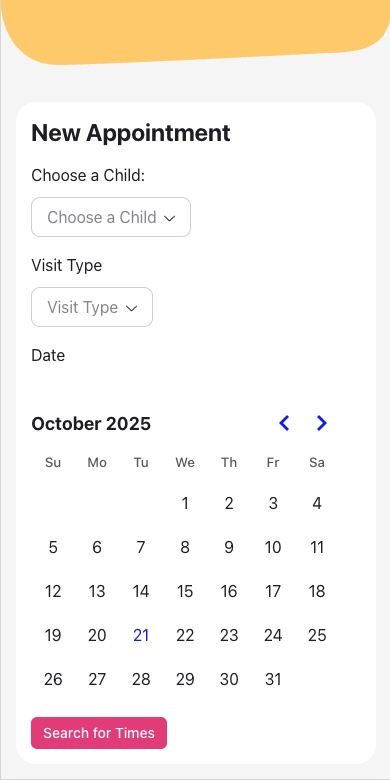 New Appointment
Choose a Child:
Choose a Child
Visit Type
Visit Type
Date
October 2025
Su Mo Tu We Th Fr Sa
1 2 3 4
5 6 7 8 9 10 11
12 13 14 15 16 17 18
19 20 21 22 23 24 25
26 27 28 29 30 31
Search for Times